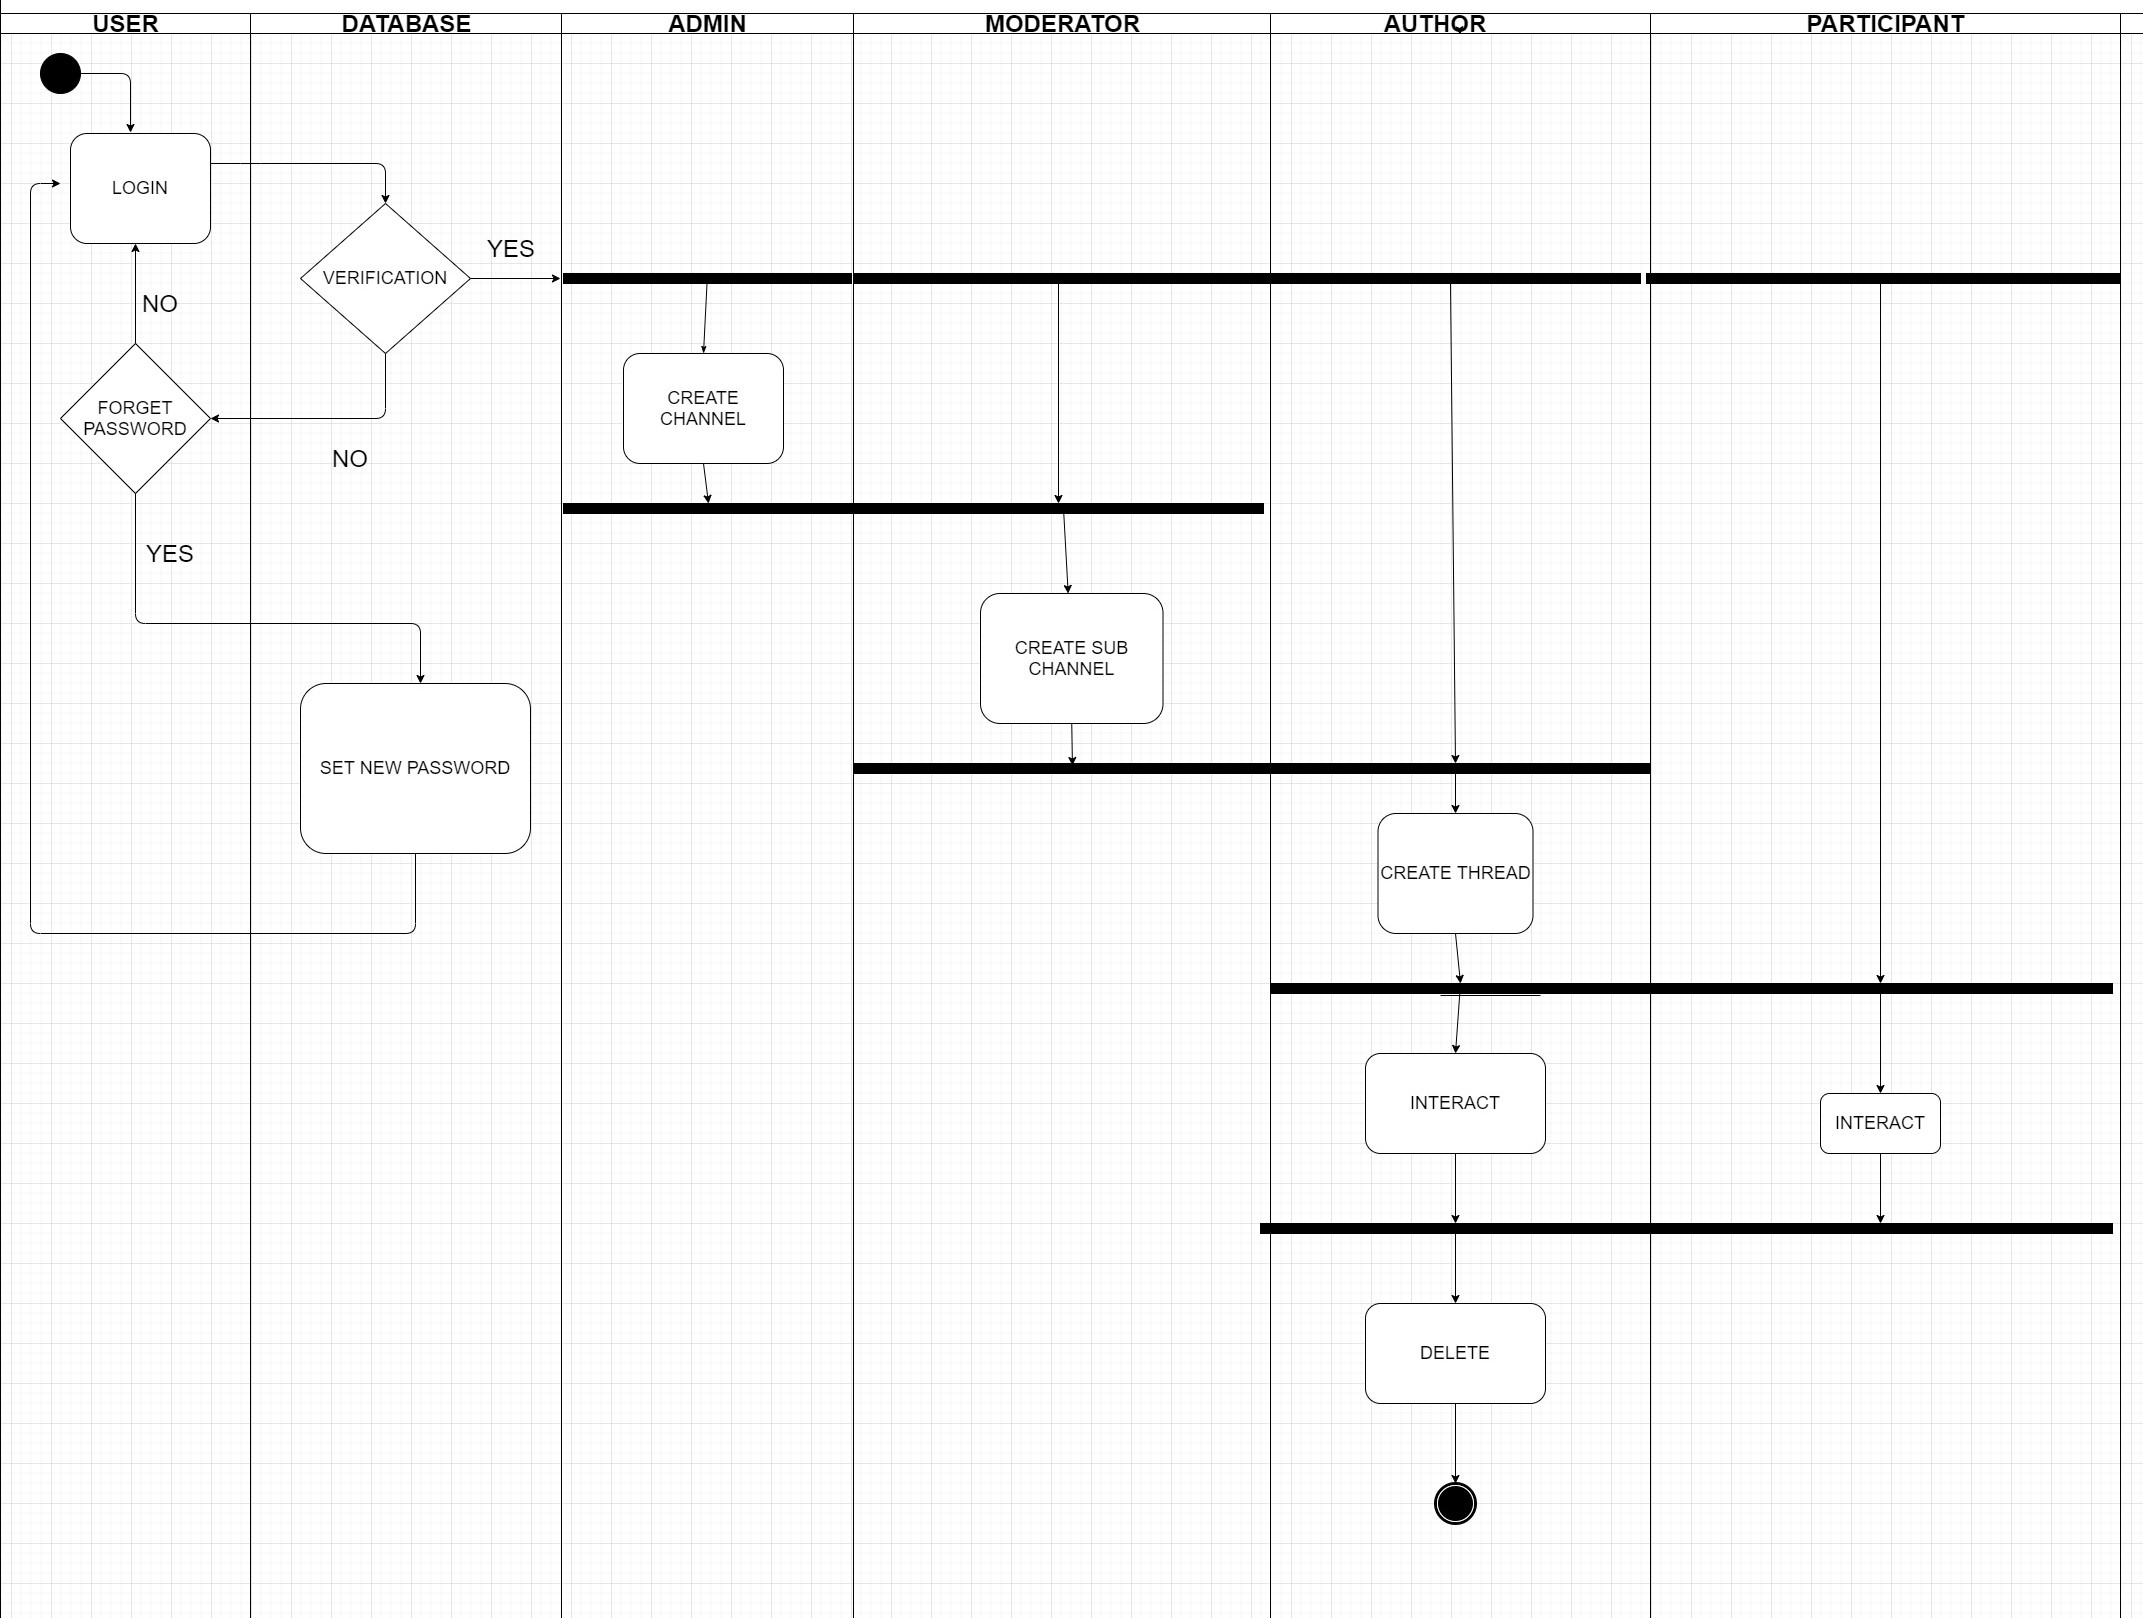 USER
DATABASE
ADMIN
MODERATOR
AUTHOR
PARTICIPANT
LOGIN
YES
VERIFICATION
NO
CREATE
CHANNEL
FORGET
PASSWORD
NO
YES
CREATE SUB
CHANNEL
SET NEW PASSWORD
CREATE THREAD
INTERACT
INTERACT
DELETE